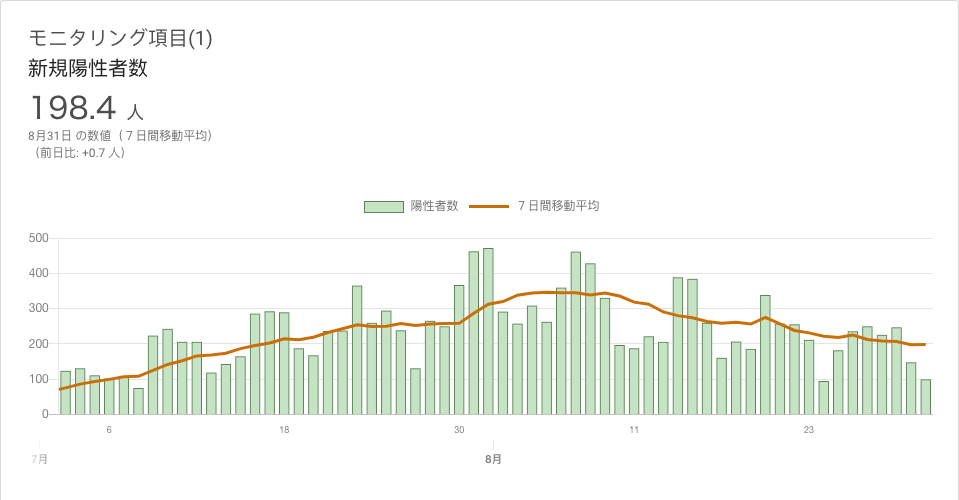 モニタリング項目(1)
新規陽性者数
198.4 人
8月31日 の数値（７日間移動平均）
（前日比: +0.7 人）
陽性者数 ７日間移動平均
500
400
300
200
100
0
6 18 30 11 23
7月 8月